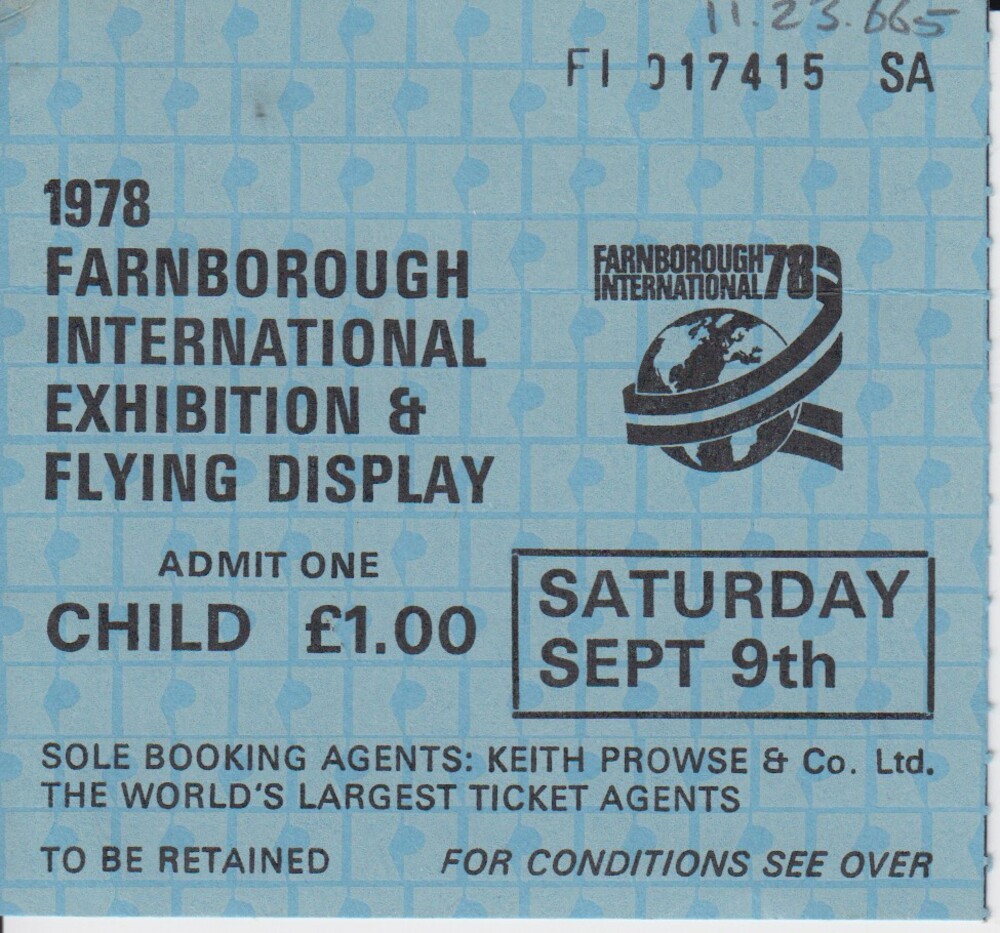 11.23.665
FI 017415 SA
1978
FARNBOROUGH
INTERNATIONAL
EXHIBITION &
FLYING DISPLAY
FARNBOROUGH
INTERNATIONAL 78
ADMIT ONE
CHILD £1.00
SATURDAY
SEPT 9th
SOLE BOOKING AGENTS: KEITH PROWSE & Co. Ltd.
THE WORLD'S LARGEST TICKET AGENTS
TO BE RETAINED FOR CONDITIONS SEE OVER